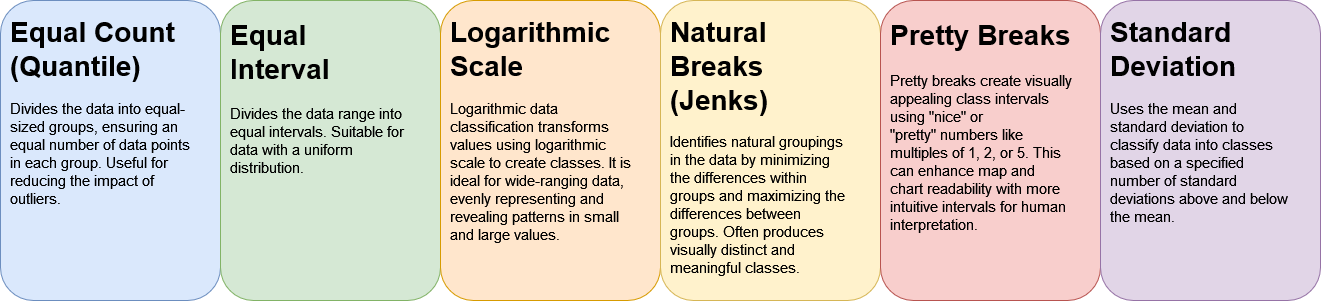 Equal Count
(Quantile)
Divides the data into equal-
sized groups, ensuring an
equal number of data points
in each group. Useful for
reducing the impact of
outliers.
Equal
Interval
Divides the data range into
equal intervals. Suitable for
data with a uniform
distribution.
Logarithmic
Scale
Logarithmic data
classification transforms
values using logarithmic
scale to create classes. It is
ideal for wide-ranging data,
evenly representing and
revealing patterns in small
and large values.
Natural
Breaks
(Jenks)
Identifies natural groupings
in the data by minimizing
the differences within
groups and maximizing the
differences between
groups. Often produces
visually distinct and
meaningful classes.
Pretty Breaks
Pretty breaks create visually
appealing class intervals
using "nice" or
"pretty" numbers like
multiples of 1, 2, or 5. This
can enhance map and
chart readability with more
intuitive intervals for human
interpretation.
Standard
Deviation
Uses the mean and
standard deviation to
classify data into classes
based on a specified
number of standard
deviations above and below
the mean.